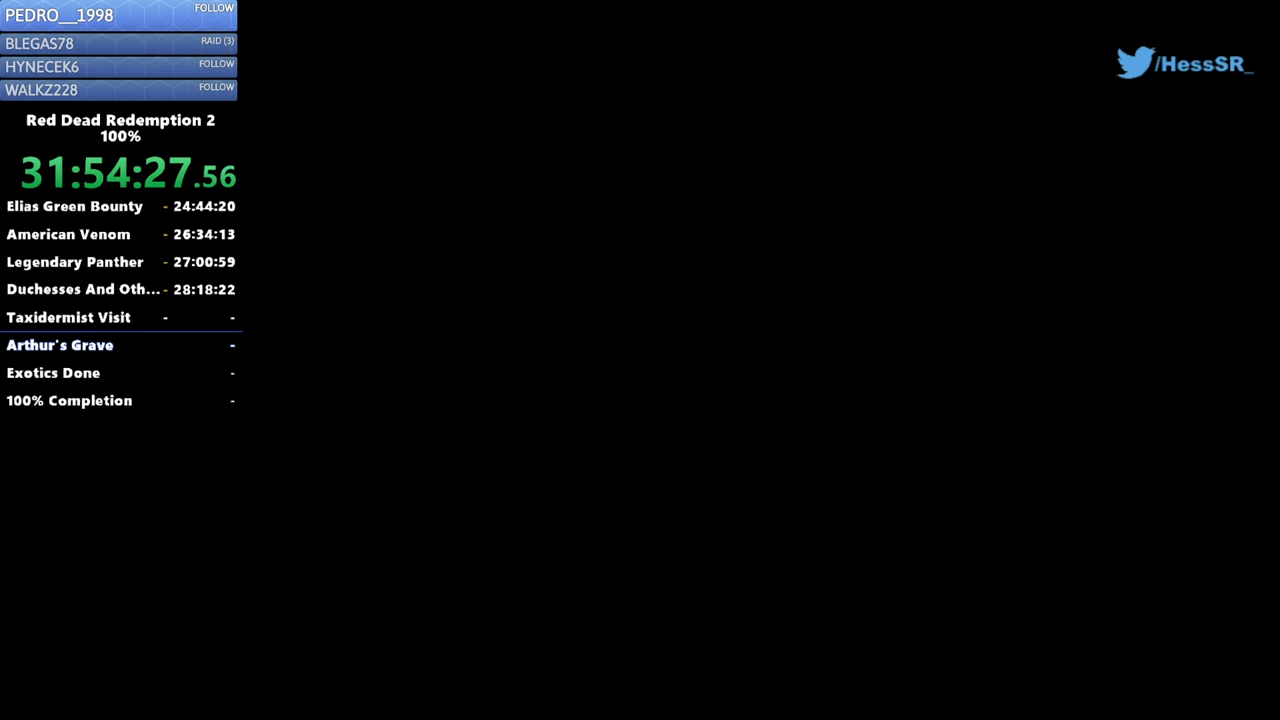 PEDRO__1998 FOLLOW
BLEGAS78 RAID (3)
HYNECEK6 FOLLOW
WALKZ228 FOLLOW
/HessSR_
Red Dead Redemption 2
100%
31:54:27.56
Elias Green Bounty - 24:44:20
American Venom - 26:34:13
Legendary Panther - 27:00:59
Duchesses And Oth... - 28:18:22
Taxidermist Visit - -
Arthur's Grave -
Exotics Done -
100% Completion -